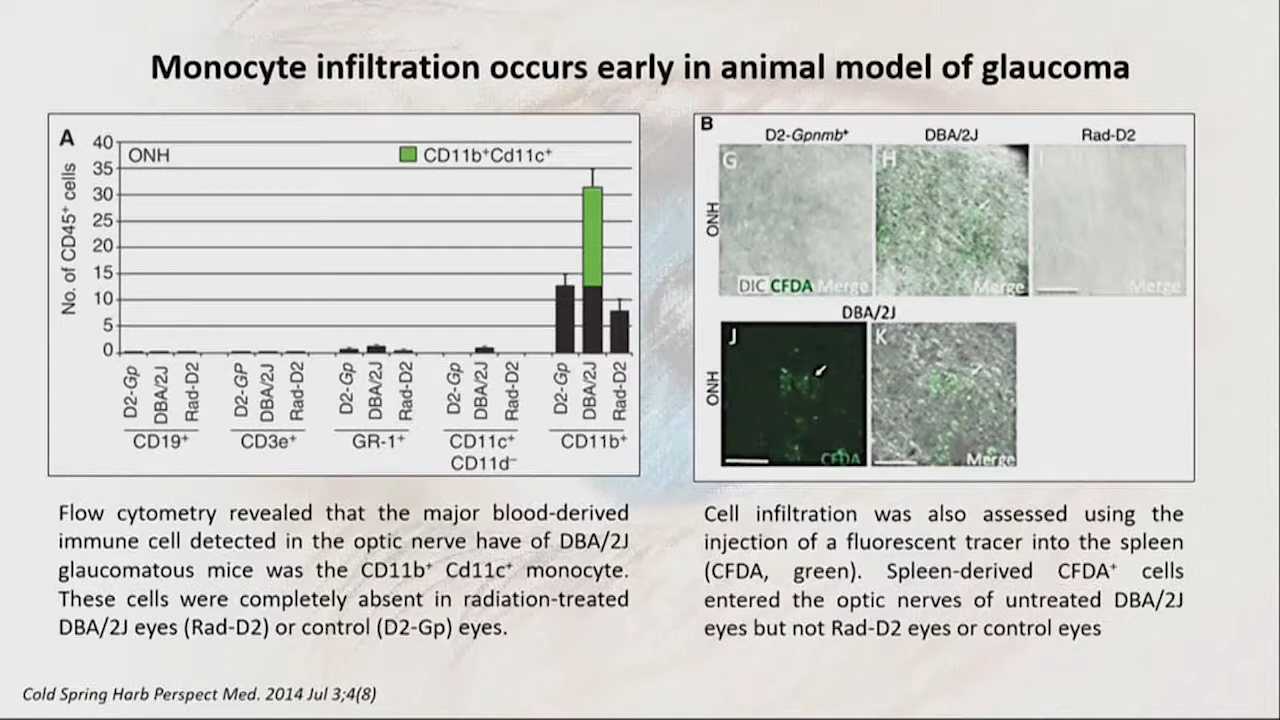 Monocyte infiltration occurs early in animal model of glaucoma
A
40
35
30
25
20
15
10
5
0
No. of CD45⁺ cells
ONH
CD11b⁺Cd11c⁺
D2-Gp
DBA/2J
Rad-D2
CD19⁺
D2-GP
DBA/2J
Rad-D2
CD3e⁺
D2-Gp
DBA/2J
Rad-D2
GR-1⁺
D2-Gp
DBA/2J
Rad-D2
CD11c⁺
CD11d⁻
D2-Gp
DBA/2J
Rad-D2
CD11b⁺
Flow cytometry revealed that the major blood-derived
immune cell detected in the optic nerve have of DBA/2J
glaucomatous mice was the CD11b⁺ Cd11c⁺ monocyte.
These cells were completely absent in radiation-treated
DBA/2J eyes (Rad-D2) or control (D2-Gp) eyes.
B
D2-Gpnmb⁺ DBA/2J Rad-D2
ONH
G
DIC CFDA Merge
H
Merge
I
Merge
DBA/2J
ONH
J
CFDA
K
Merge
Cell infiltration was also assessed using the
injection of a fluorescent tracer into the spleen
(CFDA, green). Spleen-derived CFDA⁺ cells
entered the optic nerves of untreated DBA/2J
eyes but not Rad-D2 eyes or control eyes
Cold Spring Harb Perspect Med. 2014 Jul 3;4(8)